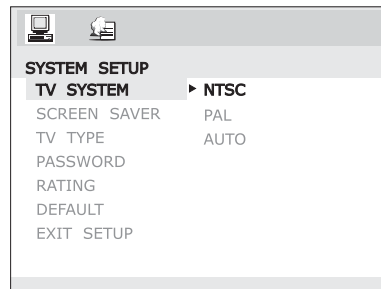 SYSTEM SETUP
TV SYSTEM NTSC
SCREEN SAVER PAL
TV TYPE AUTO
PASSWORD
RATING
DEFAULT
EXIT SETUP